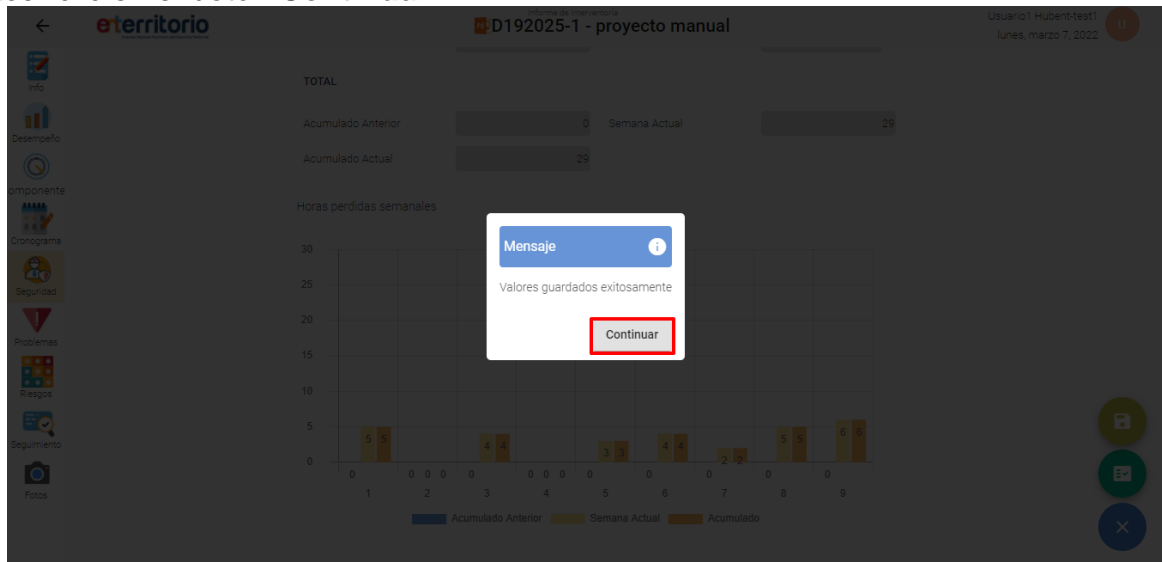 Informe de Interventoria
eterritorio
D192025-1 - proyecto manual
Usuario1 Hubent-test1
lunes, marzo 7, 2022
U
Info
Desempeño
omponente
Cronograma
Seguridad
Problemas
Riesgos
Seguimiento
Fotos
TOTAL
Acumulado Anterior 0 Semana Actual 29
Acumulado Actual 29
Horas perdidas semanales
Mensaje
Valores guardados exitosamente
Continuar
30
25
20
15
10
5
0
5 5 4 4 3 3 4 4 2 2 5 5 6 6
0 0 0 0 0 0 0 0 0 0 0 0 0
1 2 3 4 5 6 7 8 9
Acumulado Anterior Semana Actual Acumulado